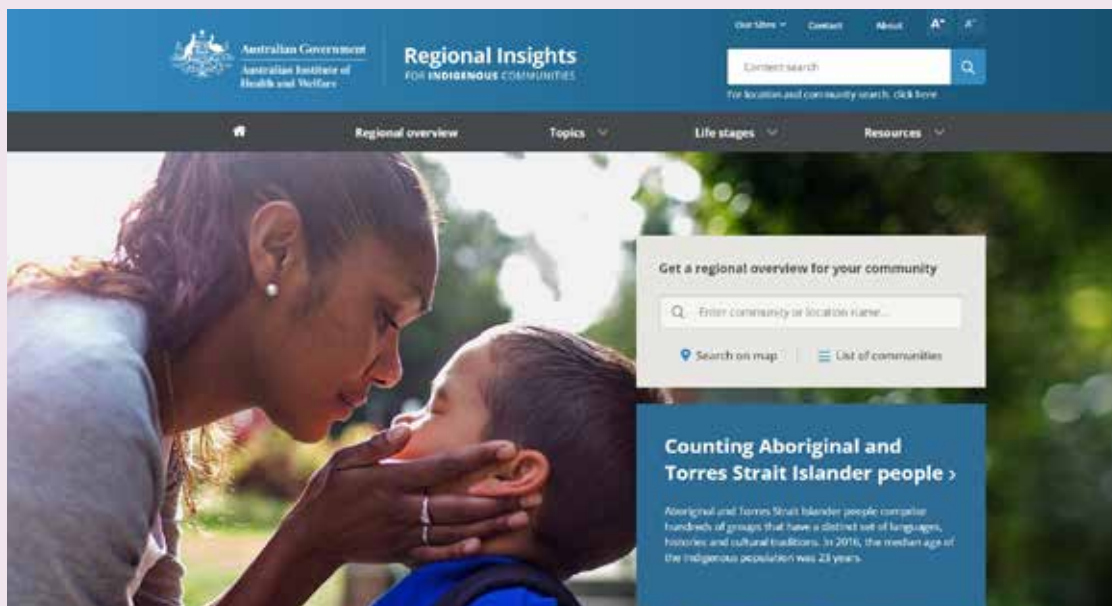 Our Sites Contact About A+ A-
Australian Government
Australian Institute of
Health and Welfare
Regional Insights
FOR INDIGENOUS COMMUNITIES
Content search
For location and community search, click here
Regional overview Topics Life stages Resources
Get a regional overview for your community
Enter community or location name...
Search on map List of communities
Counting Aboriginal and
Torres Strait Islander people >
Aboriginal and Torres Strait Islander people comprise
hundreds of groups that have a distinct set of languages,
histories and cultural traditions. In 2016, the median age of
the Indigenous population was 23 years.